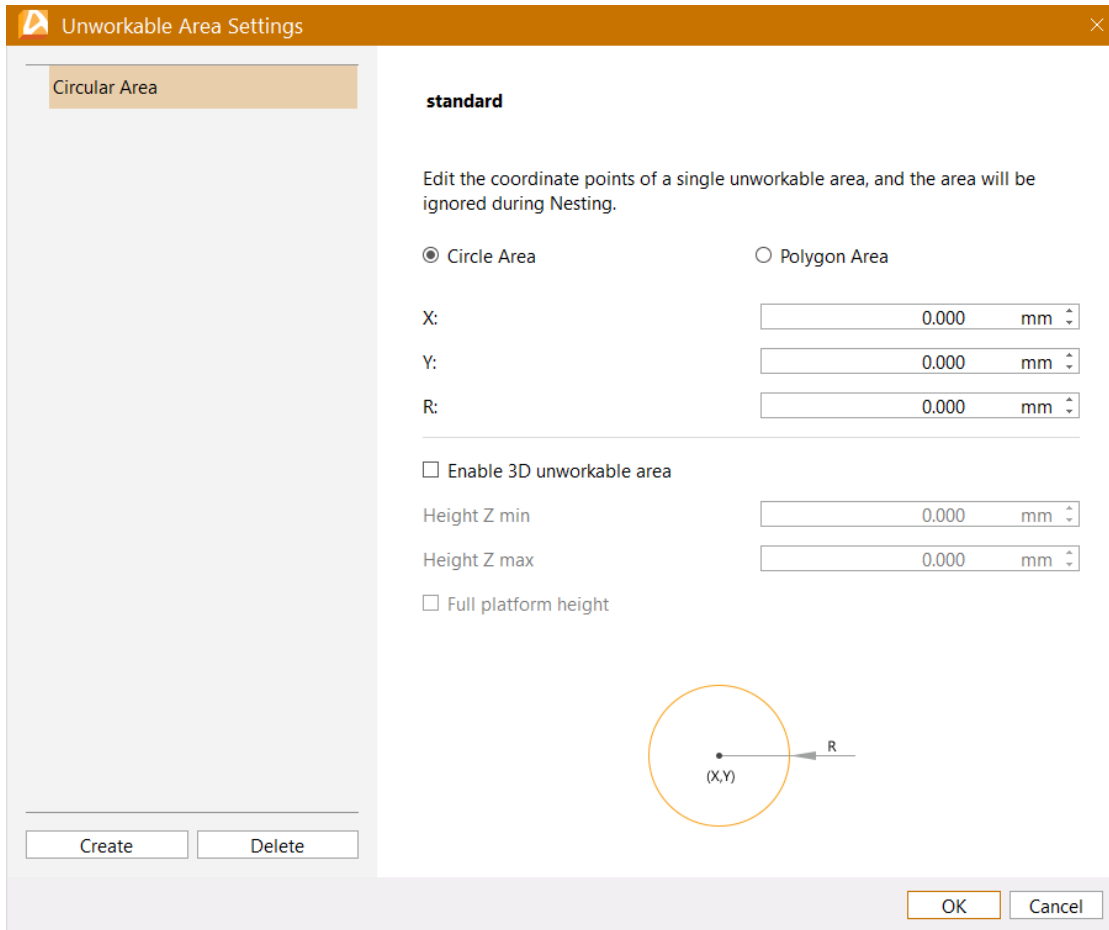 Unworkable Area Settings
Circular Area
standard
Edit the coordinate points of a single unworkable area, and the area will be
ignored during Nesting.
Circle Area
Polygon Area
X:
0.000 mm
Y:
0.000 mm
R:
0.000 mm
Enable 3D unworkable area
Height Z min
0.000 mm
Height Z max
0.000 mm
Full platform height
R
(X,Y)
Create
Delete
OK
Cancel